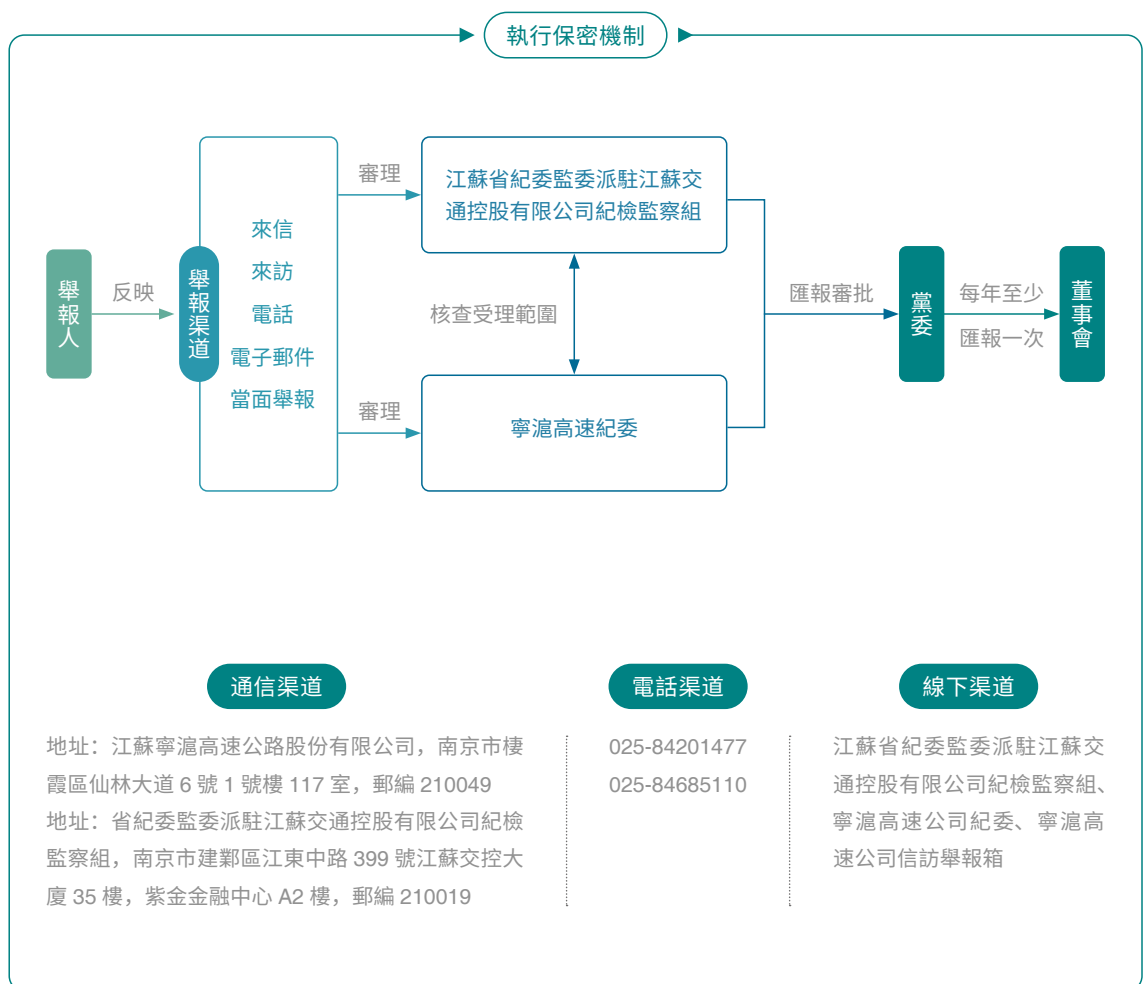 執行保密機制
舉報人
反映
舉報渠道
來信
來訪
電話
電子郵件
當面舉報
審理
審理
江蘇省紀委監委派駐江蘇交
通控股有限公司紀檢監察組
核查受理範圍
寧滬高速紀委
匯報審批
黨委
每年至少
匯報一次
董事會
通信渠道
地址：江蘇寧滬高速公路股份有限公司，南京市棲
霞區仙林大道 6 號 1 號樓 117 室，郵編 210049
地址：省紀委監委派駐江蘇交通控股有限公司紀檢
監察組，南京市建鄴區江東中路 399 號江蘇交控大
廈 35 樓，紫金金融中心 A2 樓，郵編 210019
電話渠道
025-84201477
025-84685110
線下渠道
江蘇省紀委監委派駐江蘇交
通控股有限公司紀檢監察組、
寧滬高速公司紀委、寧滬高
速公司信訪舉報箱